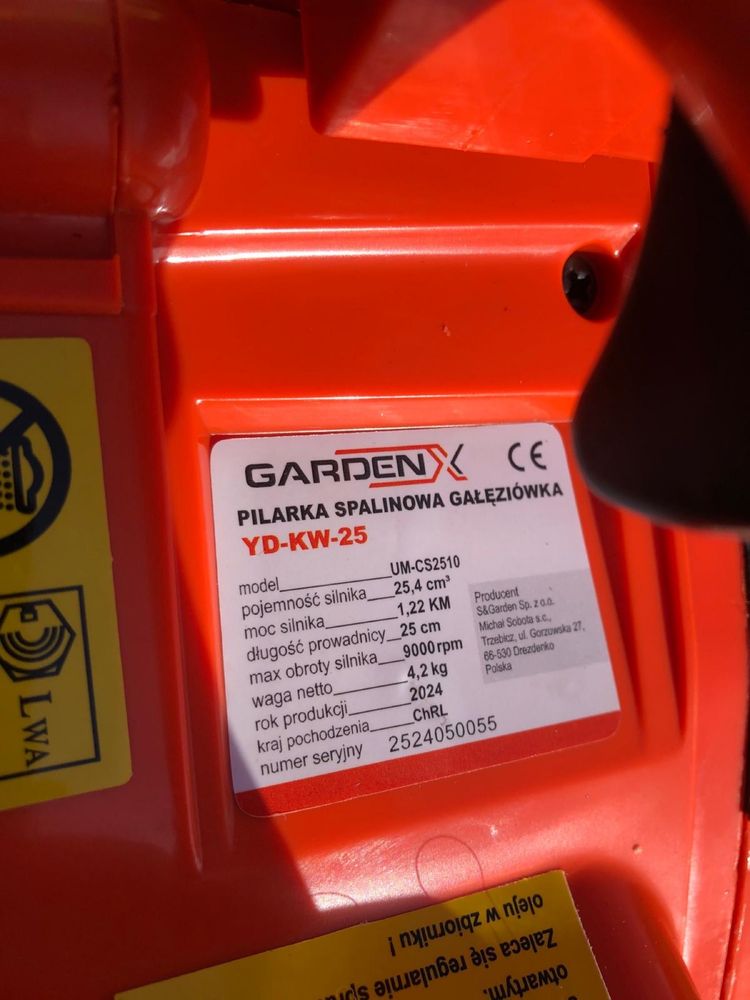 GARDENX CE
PILARKA SPALINOWA GAŁĘZIÓWKA
YD-KW-25
model UM-CS2510
pojemność silnika 25,4 cm³
moc silnika 1,22 KM
długość prowadnicy 25 cm
max obroty silnika 9000 rpm
waga netto 4,2 kg
rok produkcji 2024
kraj pochodzenia ChRL
numer seryjny 2524050055
Producent
S&Garden Sp. z o.o.
Michał Sobota s.c.,
Trzebicz, ul. Gorzowska 27,
66-530 Drezdenko
Polska
LWA
otwartym.
Zaleca się regularnie
oleju w zbiorniku !